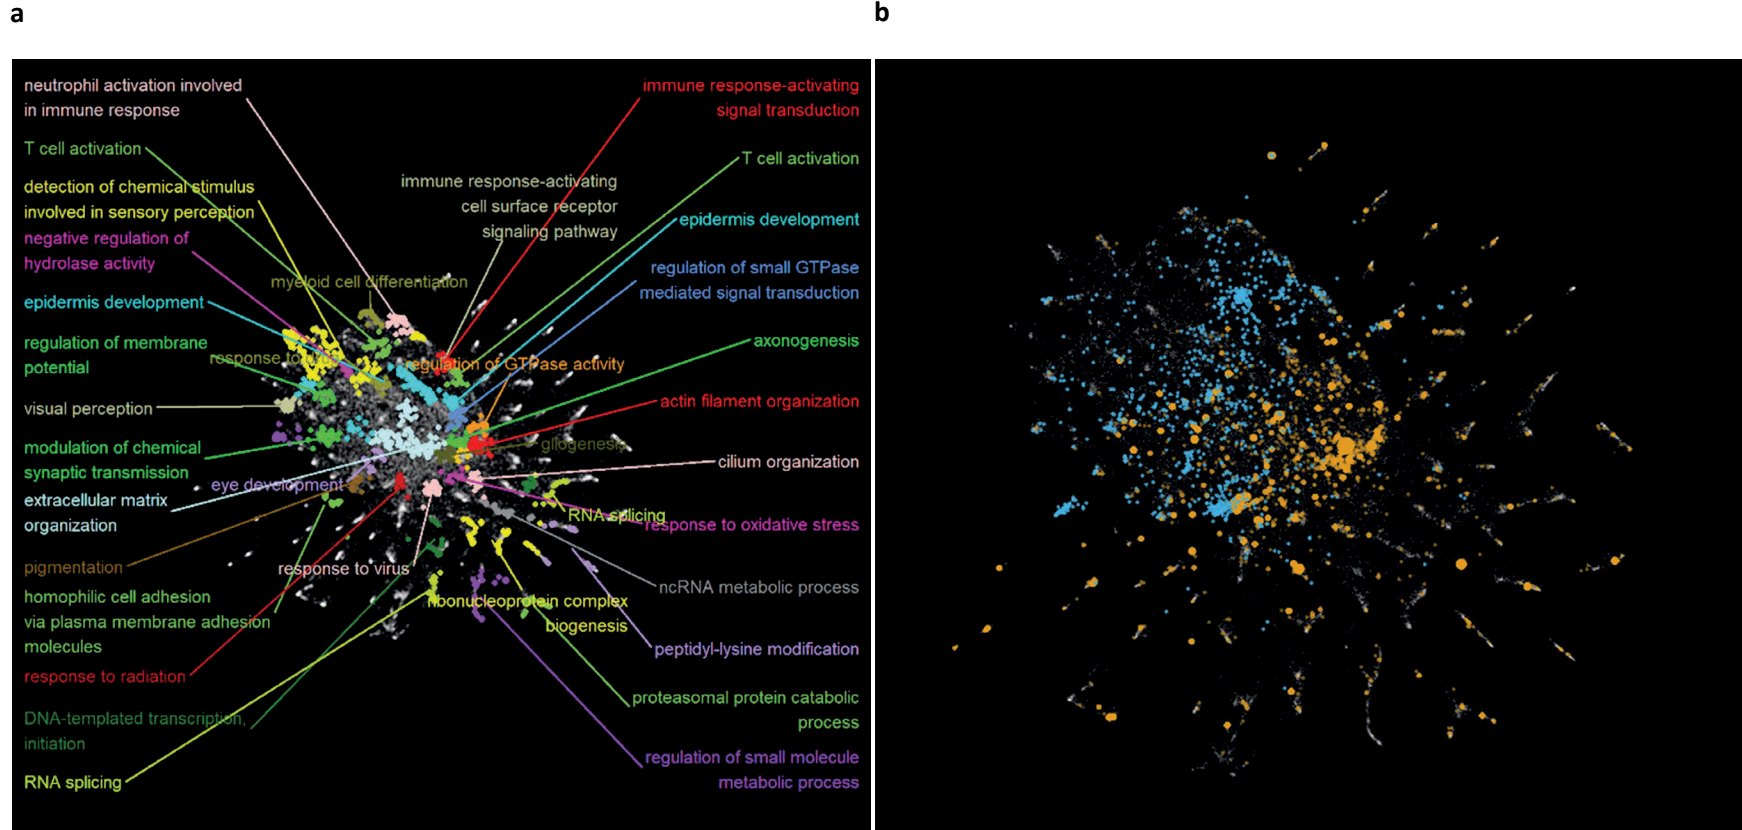 a
b
neutrophil activation involved
in immune response
T cell activation
detection of chemical stimulus
involved in sensory perception
negative regulation of
hydrolase activity
epidermis development
regulation of membrane
potential
response to
visual perception
modulation of chemical
synaptic transmission
eye development
extracellular matrix
organization
pigmentation
homophilic cell adhesion
via plasma membrane adhesion
molecules
response to radiation
DNA-templated transcription,
initiation
RNA splicing
myeloid cell differentiation
immune response-activating
cell surface receptor
signaling pathway
regulation of GTPase activity
gliogenesis
RNA splicing
response to virus
ribonucleoprotein complex
biogenesis
immune response-activating
signal transduction
T cell activation
epidermis development
regulation of small GTPase
mediated signal transduction
axonogenesis
actin filament organization
cilium organization
response to oxidative stress
ncRNA metabolic process
peptidyl-lysine modification
proteasomal protein catabolic
process
regulation of small molecule
metabolic process